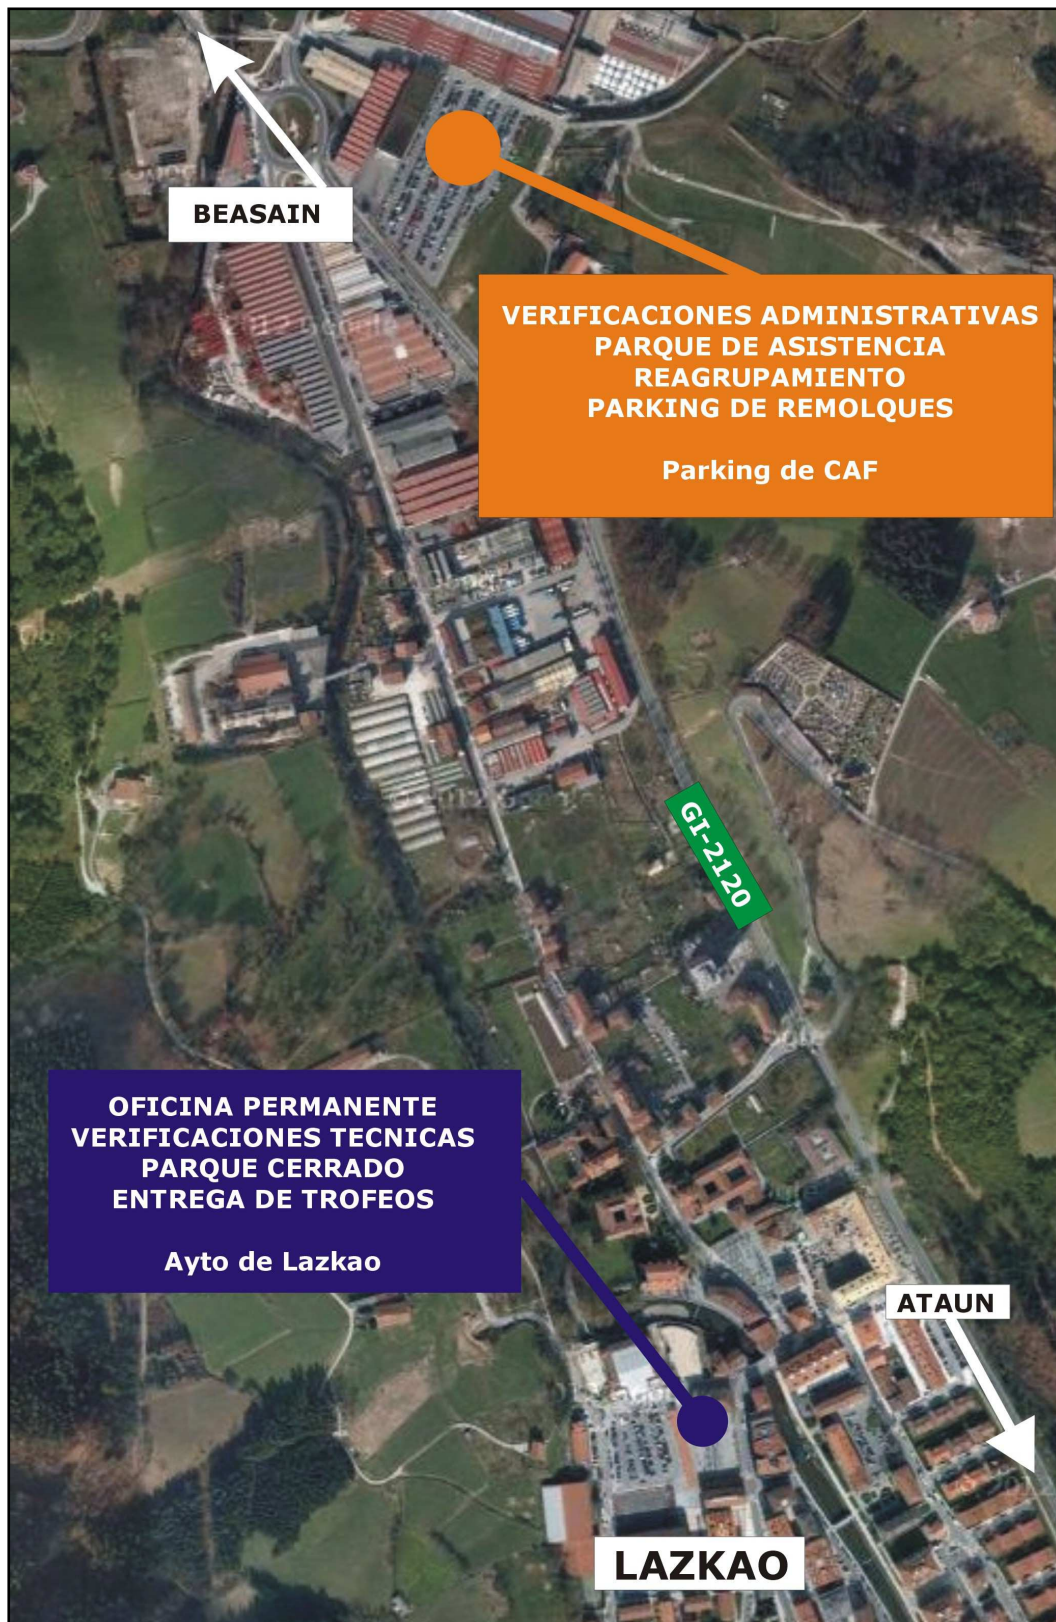 BEASAIN
VERIFICACIONES ADMINISTRATIVAS
PARQUE DE ASISTENCIA
REAGRUPAMIENTO
PARKING DE REMOLQUES
Parking de CAF
GI-2120
OFICINA PERMANENTE
VERIFICACIONES TECNICAS
PARQUE CERRADO
ENTREGA DE TROFEOS
Ayto de Lazkao
ATAUN
LAZKAO